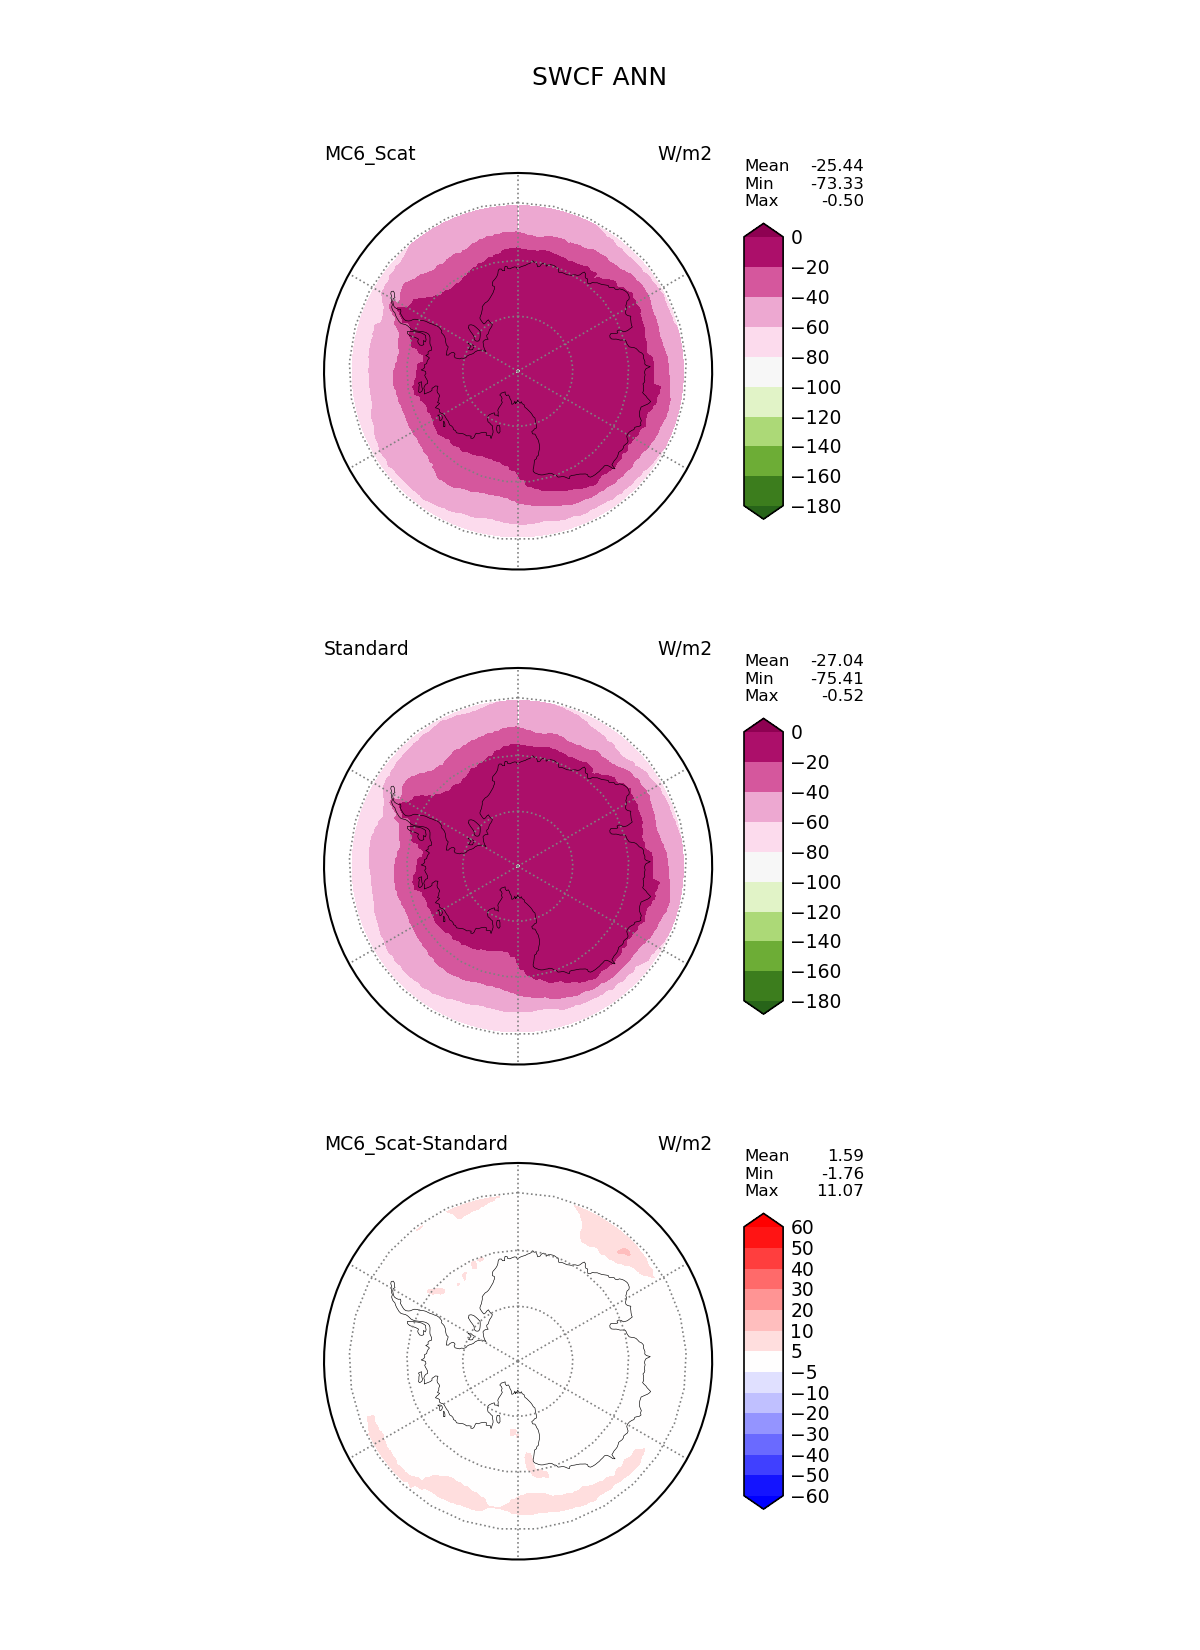 SWCF ANN
MC6_Scat W/m2
Mean -25.44
Min -73.33
Max -0.50
0
−20
−40
−60
−80
−100
−120
−140
−160
−180
Standard W/m2
Mean -27.04
Min -75.41
Max -0.52
0
−20
−40
−60
−80
−100
−120
−140
−160
−180
MC6_Scat-Standard W/m2
Mean 1.59
Min -1.76
Max 11.07
60
50
40
30
20
10
5
−5
−10
−20
−30
−40
−50
−60